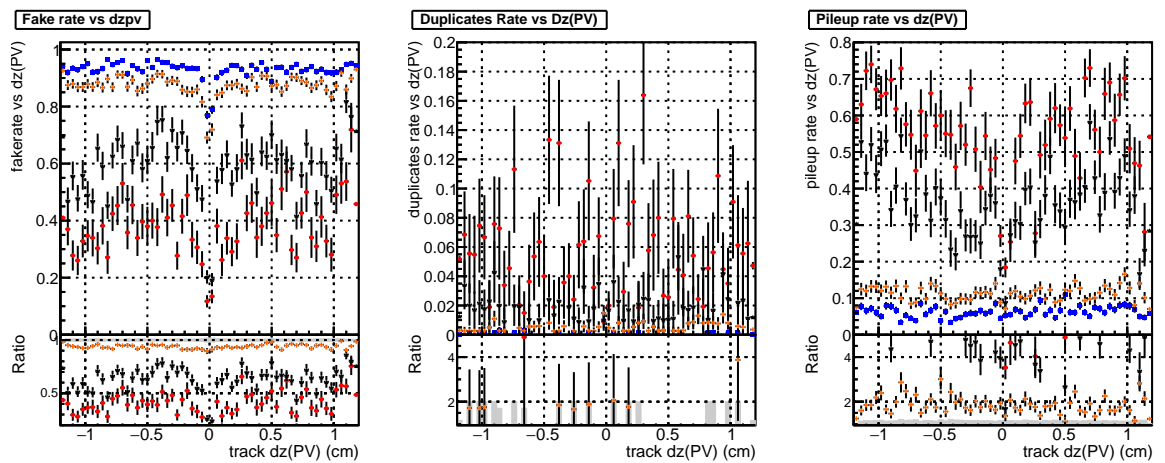 Fake rate vs dzpv
fakerate vs dz(PV)
1
0.8
0.6
0.4
0.2
0
Ratio
0.5
−1 −0.5 0 0.5 1
track dz(PV) (cm)
Duplicates Rate vs Dz(PV)
duplicates rate vs dz(PV)
0.2
0.18
0.16
0.14
0.12
0.1
0.08
0.06
0.04
0.02
0
Ratio
4
2
−1 −0.5 0 0.5 1
track dz(PV) (cm)
Pileup rate vs dz(PV)
pileup rate vs dz(PV)
0.8
0.7
0.6
0.5
0.4
0.3
0.2
0.1
0
Ratio
4
2
−1 −0.5 0 0.5 1
track dz(PV) (cm)